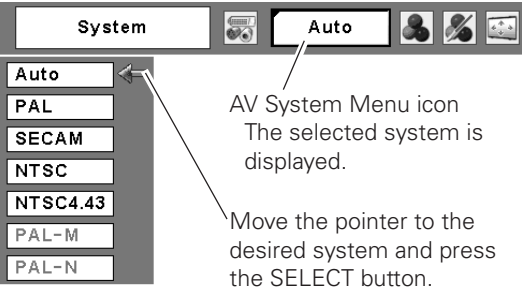 System
Auto
Auto
PAL
SECAM
NTSC
NTSC4.43
PAL-M
PAL-N
AV System Menu icon
The selected system is
displayed.
Move the pointer to the
desired system and press
the SELECT button.